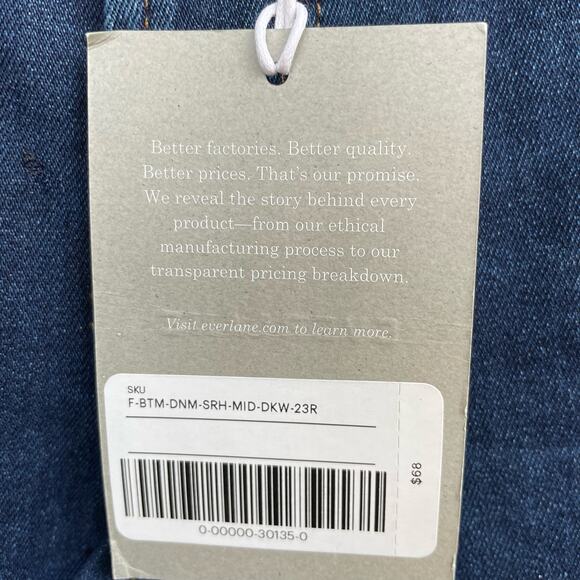 Better factories. Better quality.
Better prices. That's our promise.
We reveal the story behind every
product—from our ethical
manufacturing process to our
transparent pricing breakdown.
Visit everlane.com to learn more.
SKU
F-BTM-DNM-SRH-MID-DKW-23R
$68
0-00000-30135-0